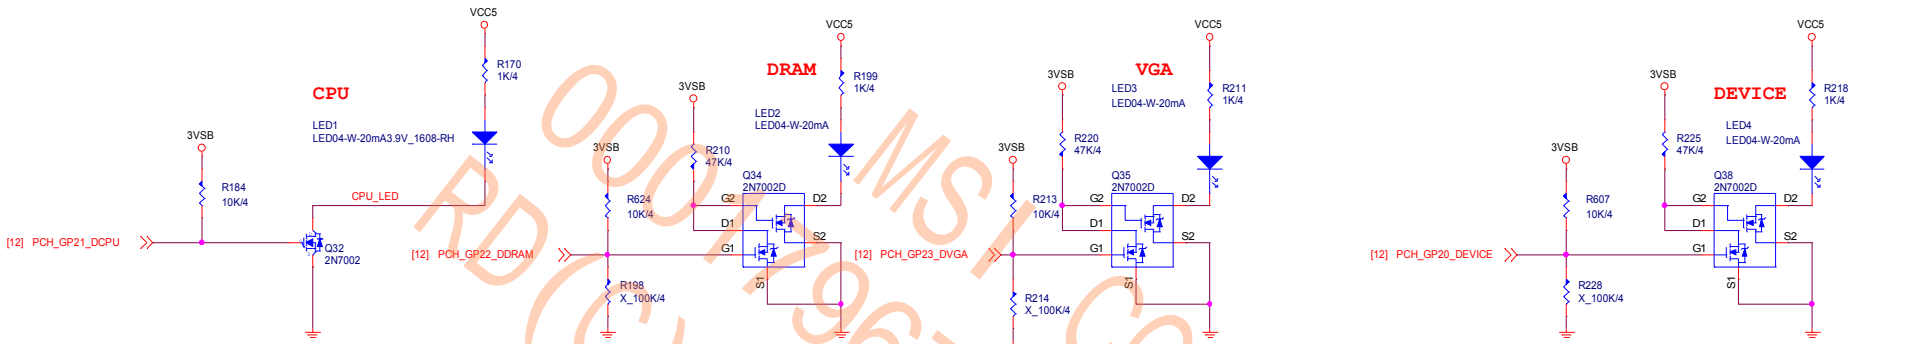 VCC5
R170
1K/4
CPU
LED1
LED04-W-20mA3.9V_1608-RH
3VSB
R184
10K/4
CPU_LED
[12] PCH_GP21_DCPU
Q32
2N7002
VCC5
DRAM
R199
1K/4
3VSB
LED2
LED04-W-20mA
R210
47K/4
3VSB
Q34
2N7002D
R624
10K/4
G2
D2
D1
S2
G1
[12] PCH_GP22_DDRAM
S1
R198
X_100K/4
VCC5
VGA
3VSB
LED3
LED04-W-20mA
R211
1K/4
R220
47K/4
3VSB
Q35
2N7002D
R213
10K/4
G2
D2
D1
S2
G1
[12] PCH_GP23_DVGA
S1
R214
X_100K/4
VCC5
3VSB
DEVICE
R218
1K/4
LED4
LED04-W-20mA
R225
47K/4
3VSB
Q38
2N7002D
R607
10K/4
G2
D2
D1
S2
G1
[12] PCH_GP20_DEVICE
S1
R228
X_100K/4
MSI
RD(C)